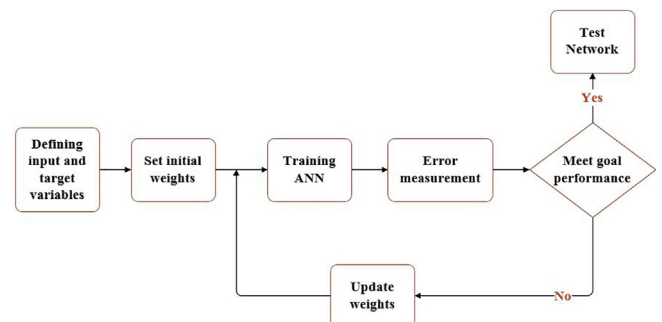 Test
Network
Yes
Defining
input and
target
variables
Set initial
weights
Training
ANN
Error
measurement
Meet goal
performance
No
Update
weights